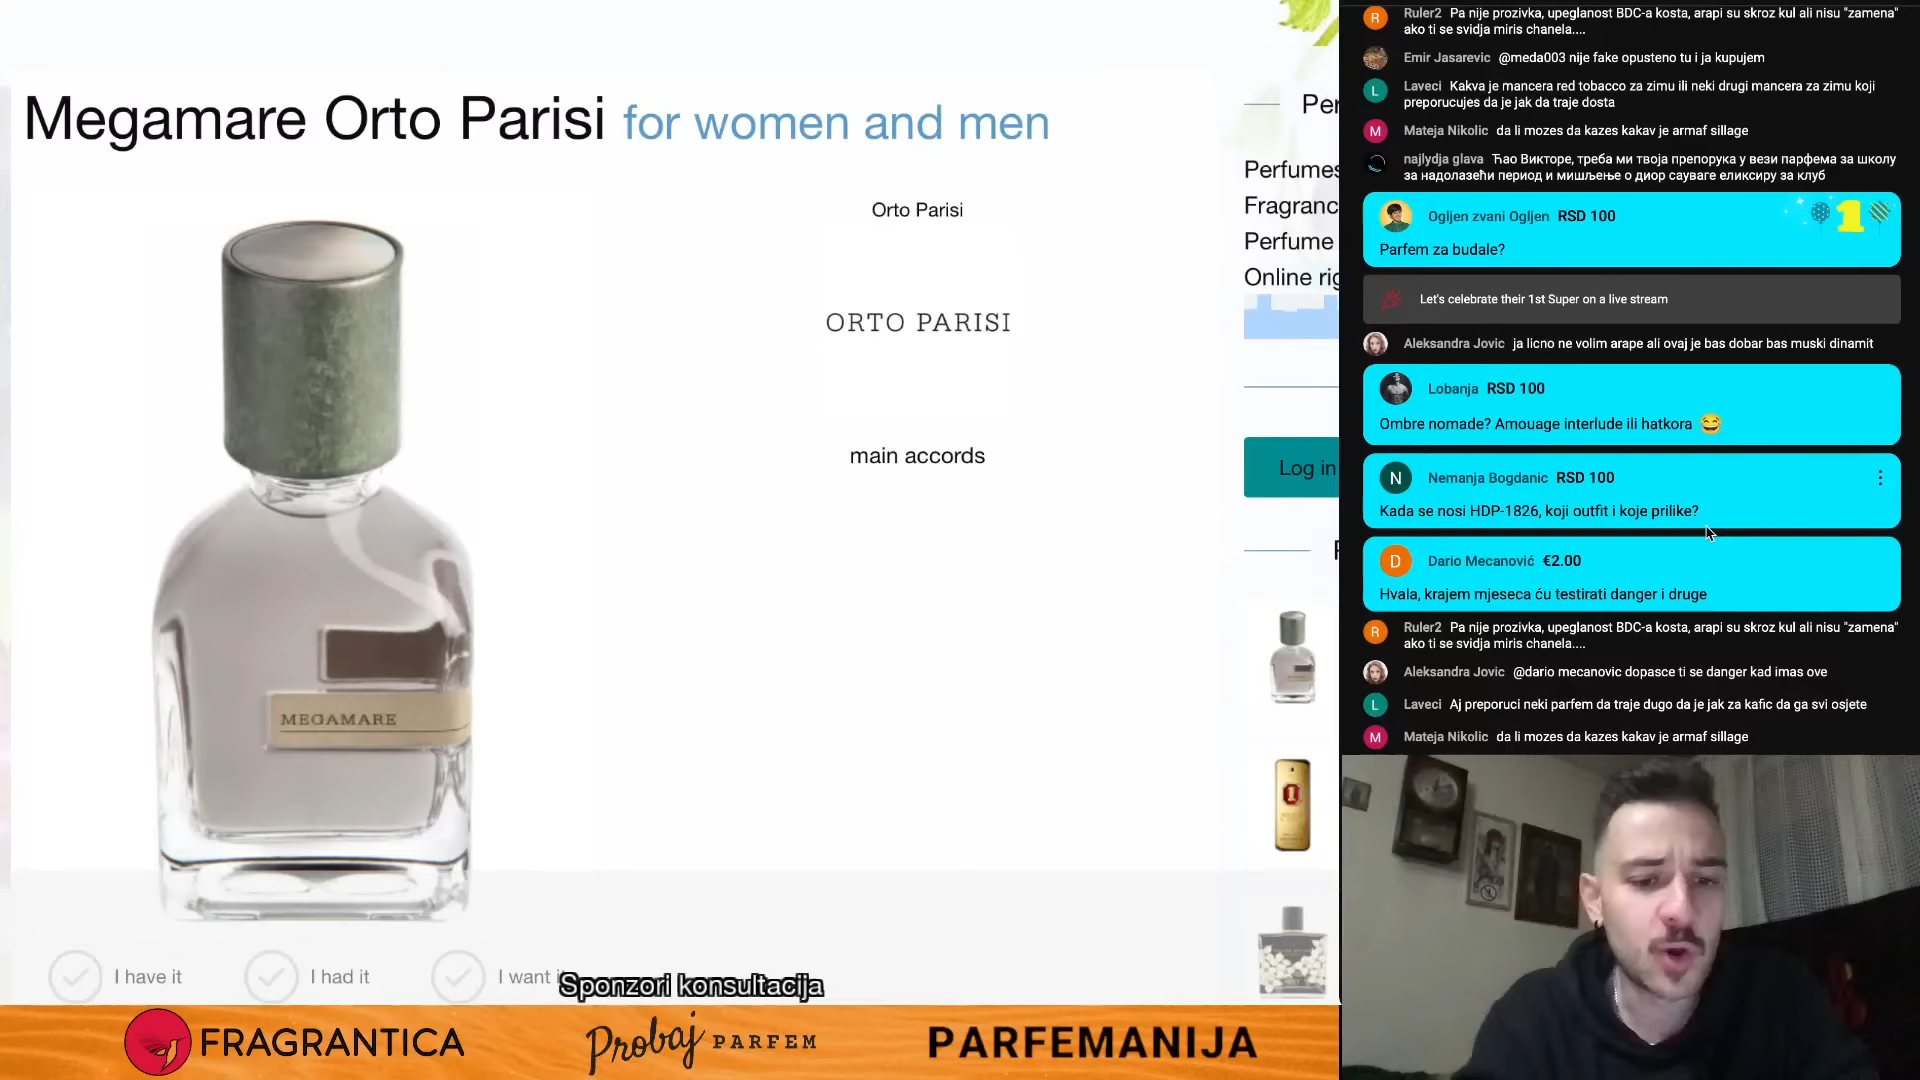 Megamare Orto Parisi for women and men
Orto Parisi
ORTO PARISI
main accords
MEGAMARE
I have it
I had it
I want
Sponzori konsultacija
FRAGRANTICA
Probaj PARFEM
PARFEMANIJA
Perfumes
Perfume
Online
Log in
Ruler2 Pa nije prozivka, upeglanost BDC-a kosta, arapi su skroz kul ali nisu "zamena"
ako ti se svidja miris chanela....
Emir Jasarevic @meda003 nije fake opusteno tu i ja kupujem
L
Laveci Kakva je mancera red tobacco za zimu ili neki drugi mancera za zimu koji
preporucujes da je jak da traje dosta
M
Mateja Nikolic da li mozes da kazes kakav je armaf sillage
najlydja glava Ћао Викторе, треба ми твоја препорука у вези парфема за школу
за надолазећи период и мишљење о диор сауваге еликсиру за клуб
Ogljen zvani Ogljen RSD 100
1
Parfem za budale?
Let's celebrate their 1st Super on a live stream
Aleksandra Jovic ja licno ne volim arape ali ovaj je bas dobar bas muski dinamit
Lobanja RSD 100
Ombre nomade? Amouage interlude ili hatkora 😂
N
Nemanja Bogdanic RSD 100
Kada se nosi HDP-1826, koji outfit i koje prilike?
D
Dario Mecanović €2.00
Hvala, krajem mjeseca ću testirati danger i druge
R
Ruler2 Pa nije prozivka, upeglanost BDC-a kosta, arapi su skroz kul ali nisu "zamena"
ako ti se svidja miris chanela....
Aleksandra Jovic @dario mecanovic dopasce ti se danger kad imas ove
L
Laveci Aj preporuci neki parfem da traje dugo da je jak za kafic da ga svi osjete
M
Mateja Nikolic da li mozes da kazes kakav je armaf sillage